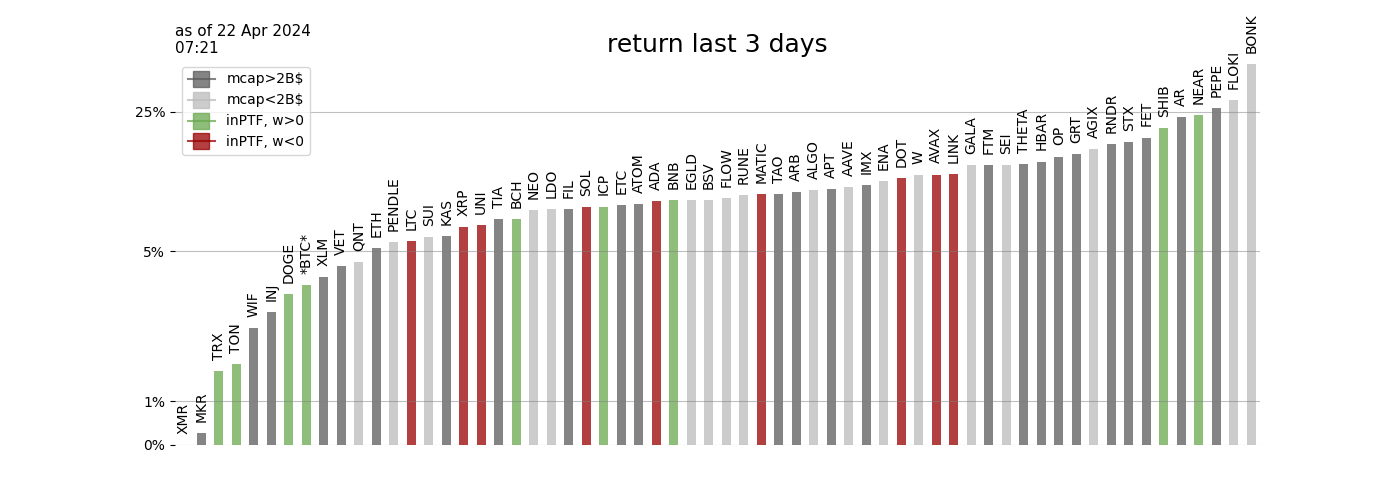 as of 22 Apr 2024
07:21
return last 3 days
mcap>2B$
mcap<2B$
inPTF, w>0
inPTF, w<0
25%
5%
1%
0%
XMR
MKR
TRX
TON
WIF
INJ
DOGE
*BTC*
XLM
VET
QNT
ETH
PENDLE
LTC
SUI
KAS
XRP
UNI
TIA
BCH
NEO
LDO
FIL
SOL
ICP
ETC
ATOM
ADA
BNB
EGLD
BSV
FLOW
RUNE
MATIC
TAO
ARB
ALGO
APT
AAVE
IMX
ENA
DOT
W
AVAX
LINK
GALA
FTM
SEI
THETA
HBAR
OP
GRT
AGIX
RNDR
STX
FET
SHIB
AR
NEAR
PEPE
FLOKI
BONK